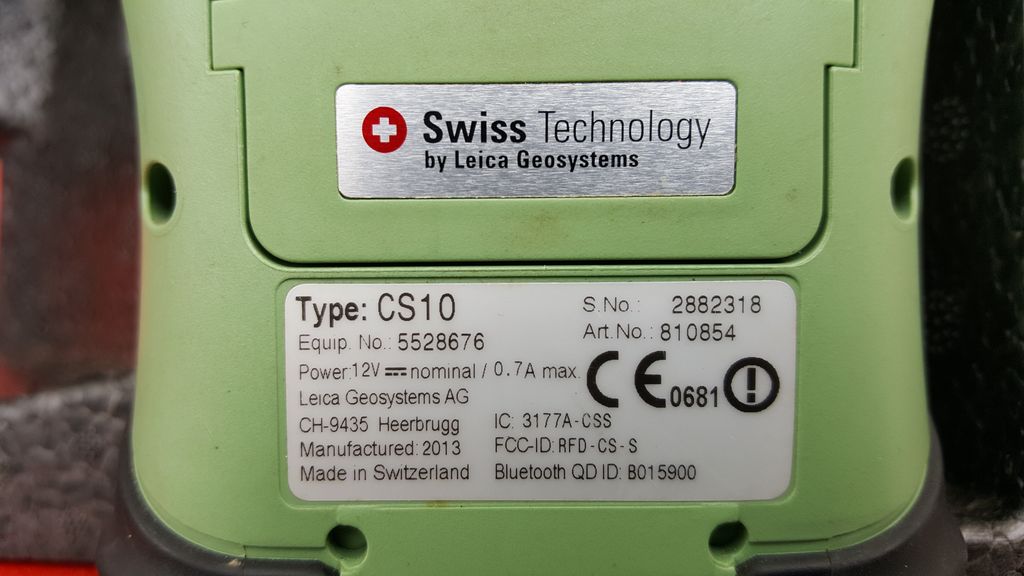 Swiss Technology
by Leica Geosystems
Type: CS10
S.No.: 2882318
Equip. No.: 5528676
Art.No.: 810854
Power:12V nominal / 0.7A max.
CE 0681
Leica Geosystems AG
CH-9435 Heerbrugg
IC: 3177A-CSS
Manufactured: 2013
FCC-ID: RFD-CS-S
Made in Switzerland
Bluetooth QD ID: B015900